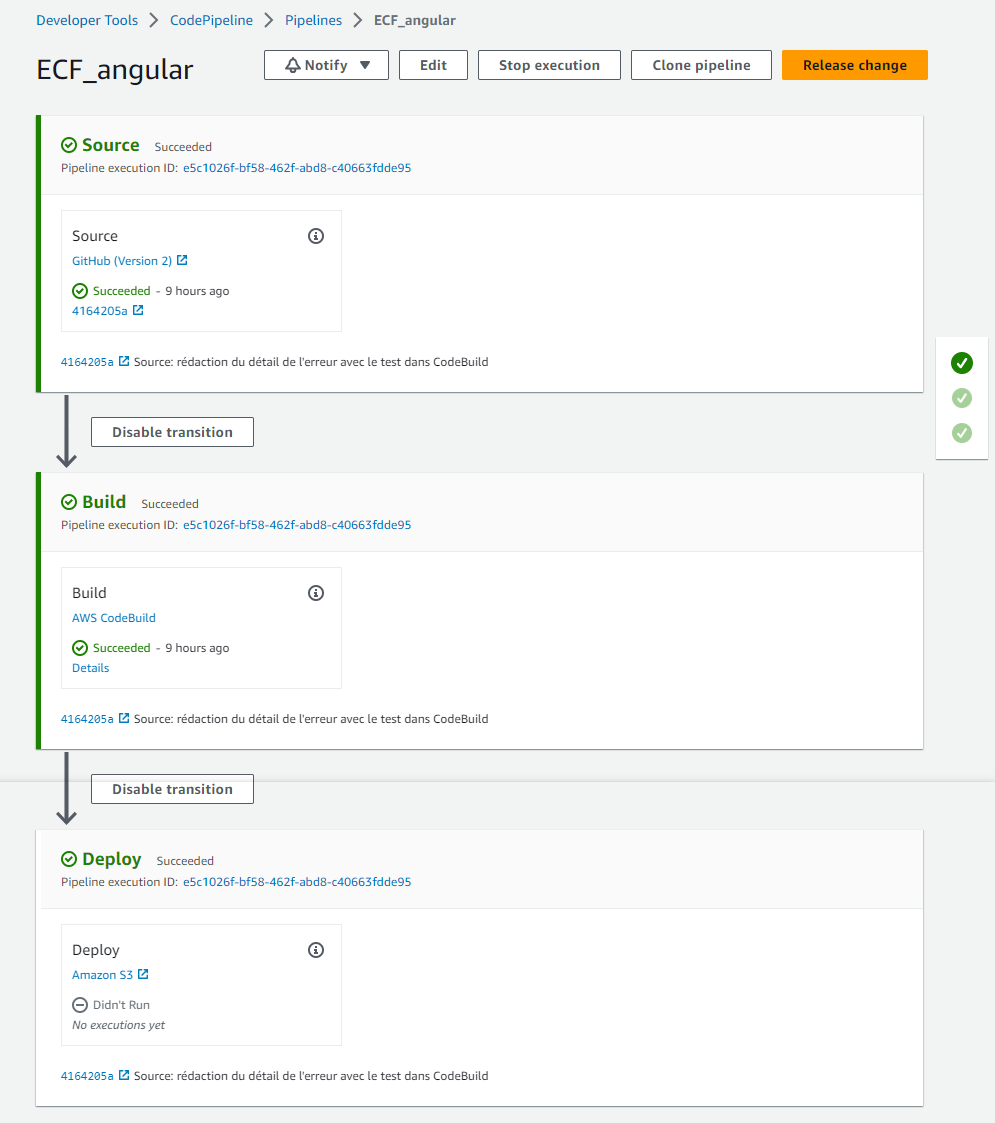 Developer Tools > CodePipeline > Pipelines > ECF_angular
ECF_angular
Notify ▼
Edit
Stop execution
Clone pipeline
Release change
Source Succeeded
Pipeline execution ID: e5c1026f-bf58-462f-abd8-c40663fdde95
Source
GitHub (Version 2)
Succeeded - 9 hours ago
4164205a
4164205a Source: rédaction du détail de l'erreur avec le test dans CodeBuild
Disable transition
Build Succeeded
Pipeline execution ID: e5c1026f-bf58-462f-abd8-c40663fdde95
Build
AWS CodeBuild
Succeeded - 9 hours ago
Details
4164205a Source: rédaction du détail de l'erreur avec le test dans CodeBuild
Disable transition
Deploy Succeeded
Pipeline execution ID: e5c1026f-bf58-462f-abd8-c40663fdde95
Deploy
Amazon S3
Didn't Run
No executions yet
4164205a Source: rédaction du détail de l'erreur avec le test dans CodeBuild